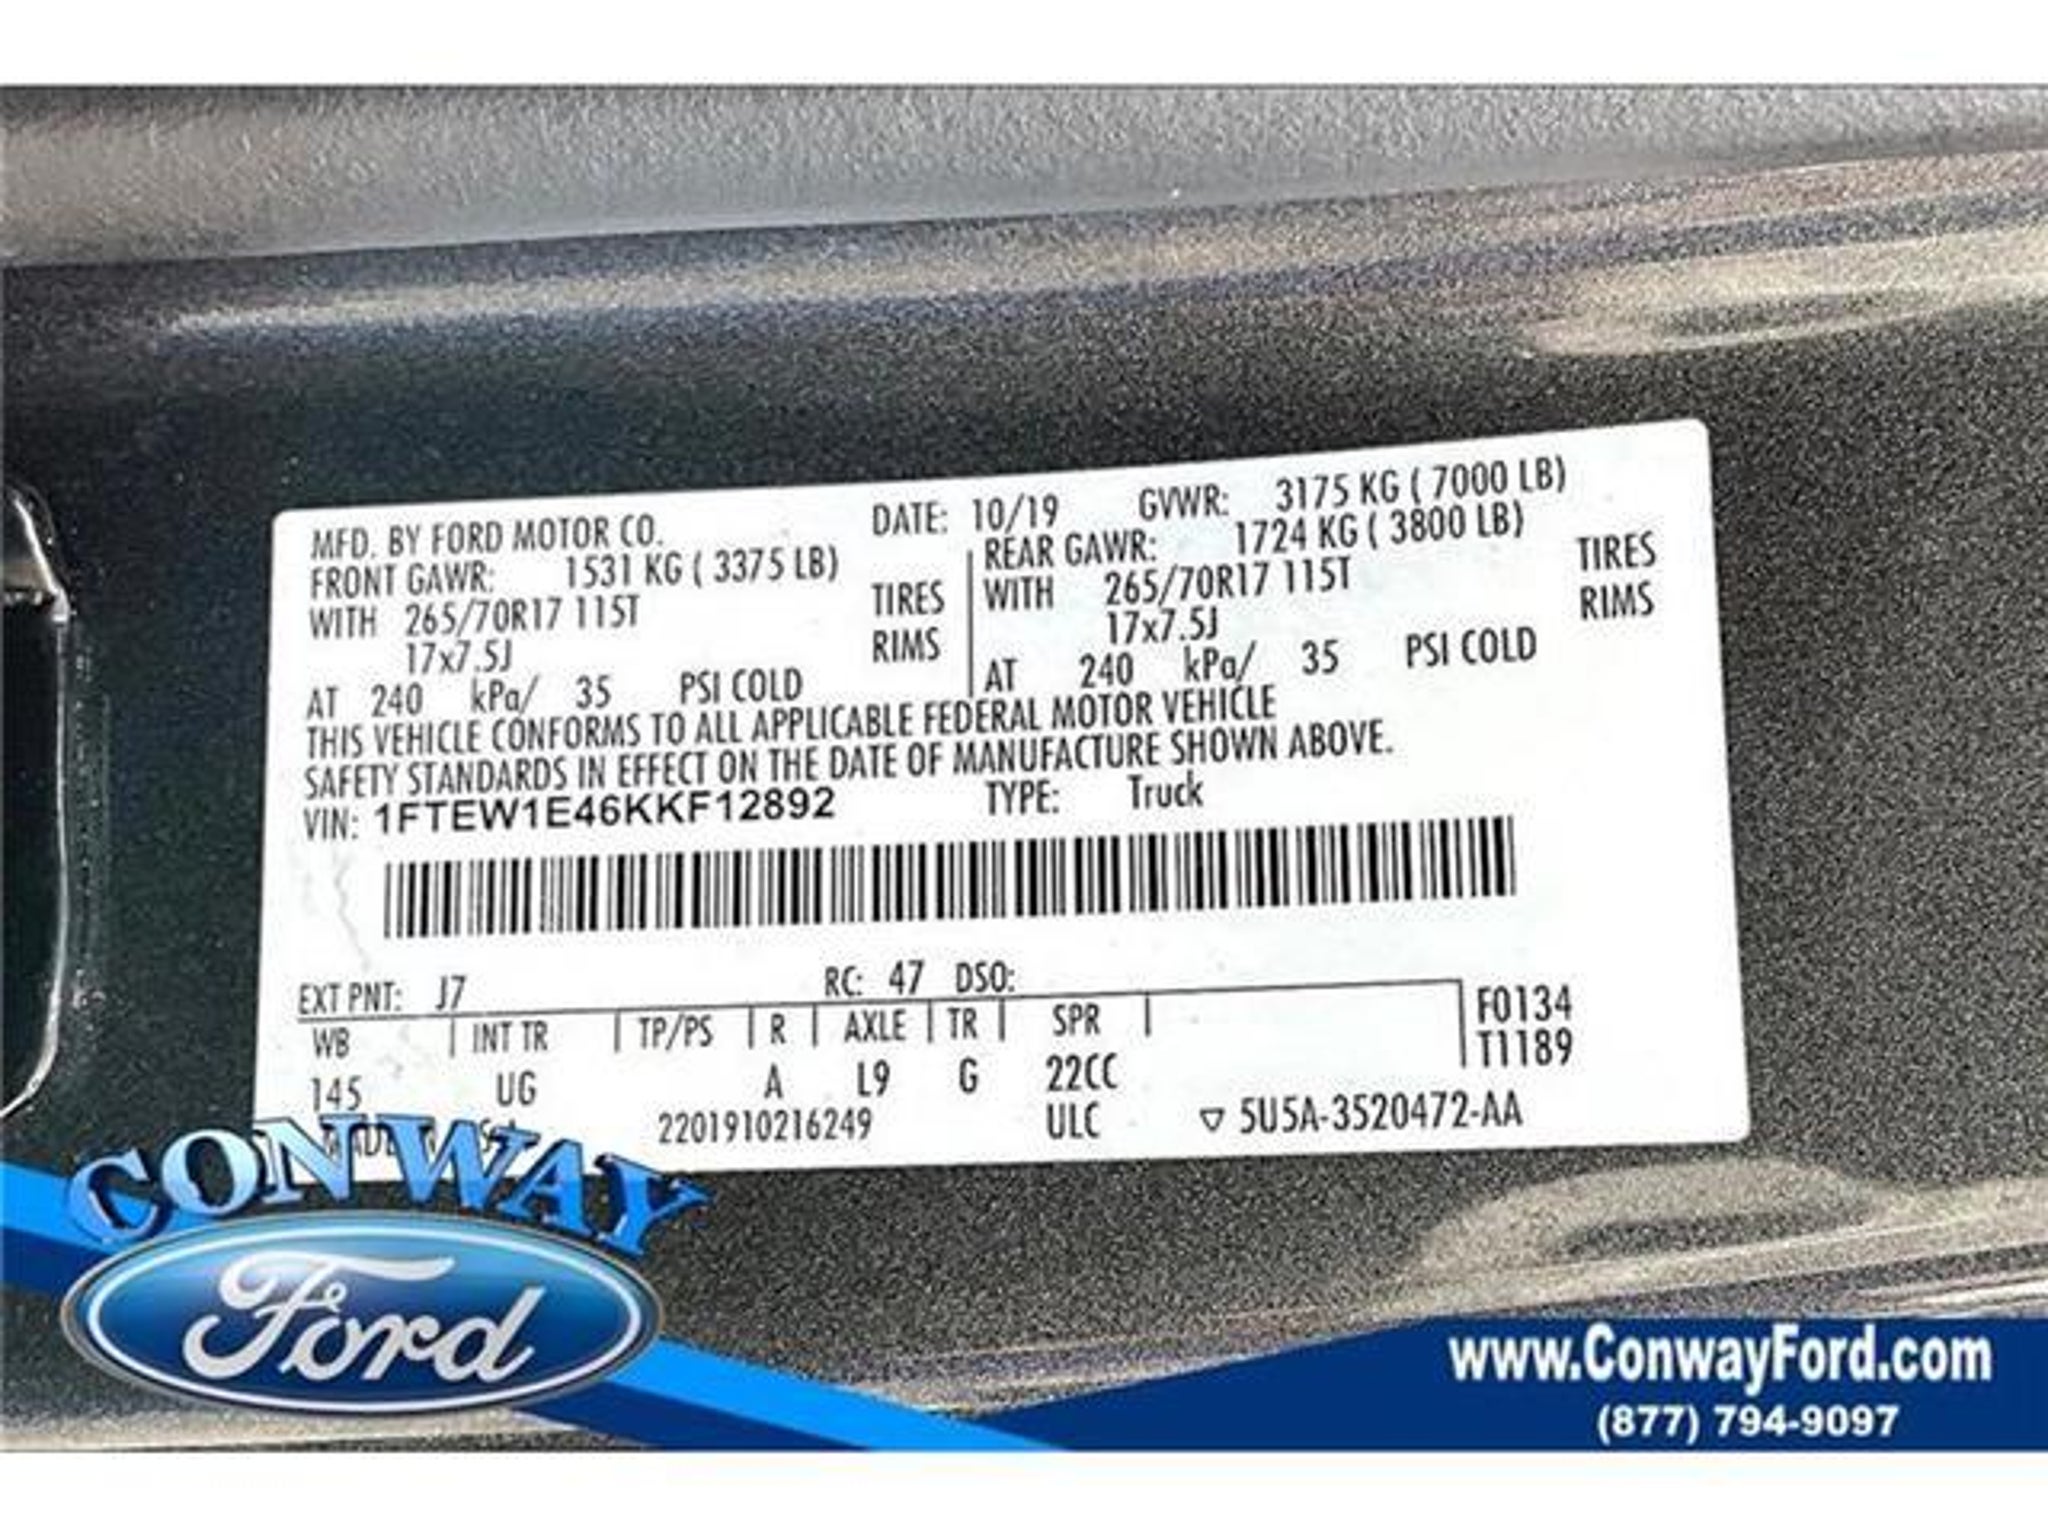 MFD. BY FORD MOTOR CO. DATE: 10/19 GVWR: 3175 KG ( 7000 LB)
FRONT GAWR: 1531 KG ( 3375 LB) REAR GAWR: 1724 KG ( 3800 LB)
WITH 265/70R17 115T TIRES WITH 265/70R17 115T TIRES
17x7.5J RIMS 17x7.5J RIMS
AT 240 kPa/ 35 PSI COLD AT 240 kPa/ 35 PSI COLD
THIS VEHICLE CONFORMS TO ALL APPLICABLE FEDERAL MOTOR VEHICLE
SAFETY STANDARDS IN EFFECT ON THE DATE OF MANUFACTURE SHOWN ABOVE.
VIN: 1FTEW1E46KKF12892 TYPE: Truck
EXT PNT: J7 RC: 47 DSO:
WB INT TR TP/PS R AXLE TR SPR F0134
T1189
145 UG A L9 G 22CC
2201910216249 ULC ▽ 5U5A-3520472-AA
CONWAY
Ford
www.ConwayFord.com
(877) 794-9097